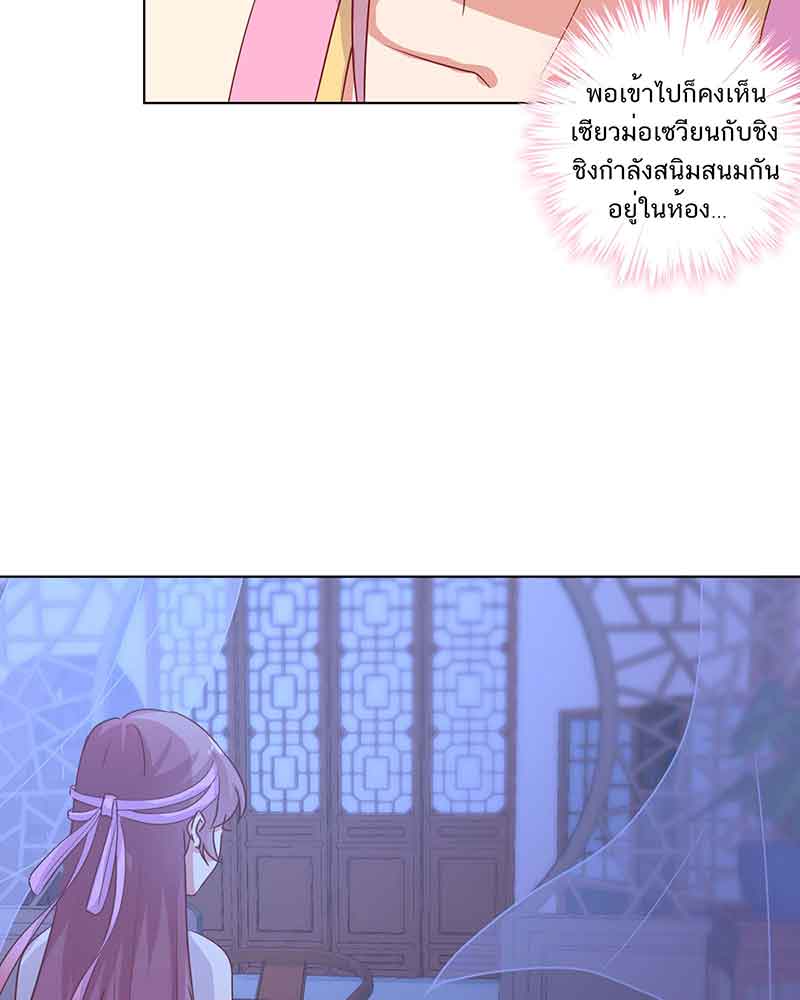 พอเข้าไปก็คงเห็น
เซียวม่อเซวียนกับชิง
ชิงกำลังสนิมสนมกัน
อยู่ในห้อง...